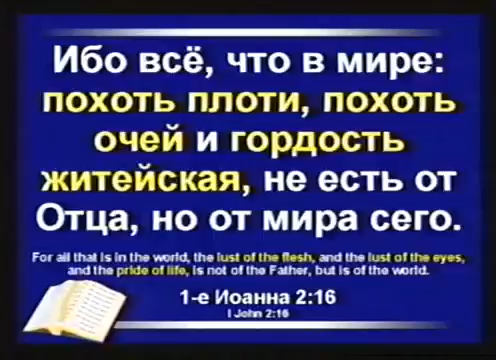 Ибо всё, что в мире:
похоть плоти, похоть
очей и гордость
житейская, не есть от
Отца, но от мира сего.
For all that is in the world, the lust of the flesh, and the lust of the eyes,
and the pride of life, is not of the Father, but is of the world.
1-е Иоанна 2:16
I John 2:16